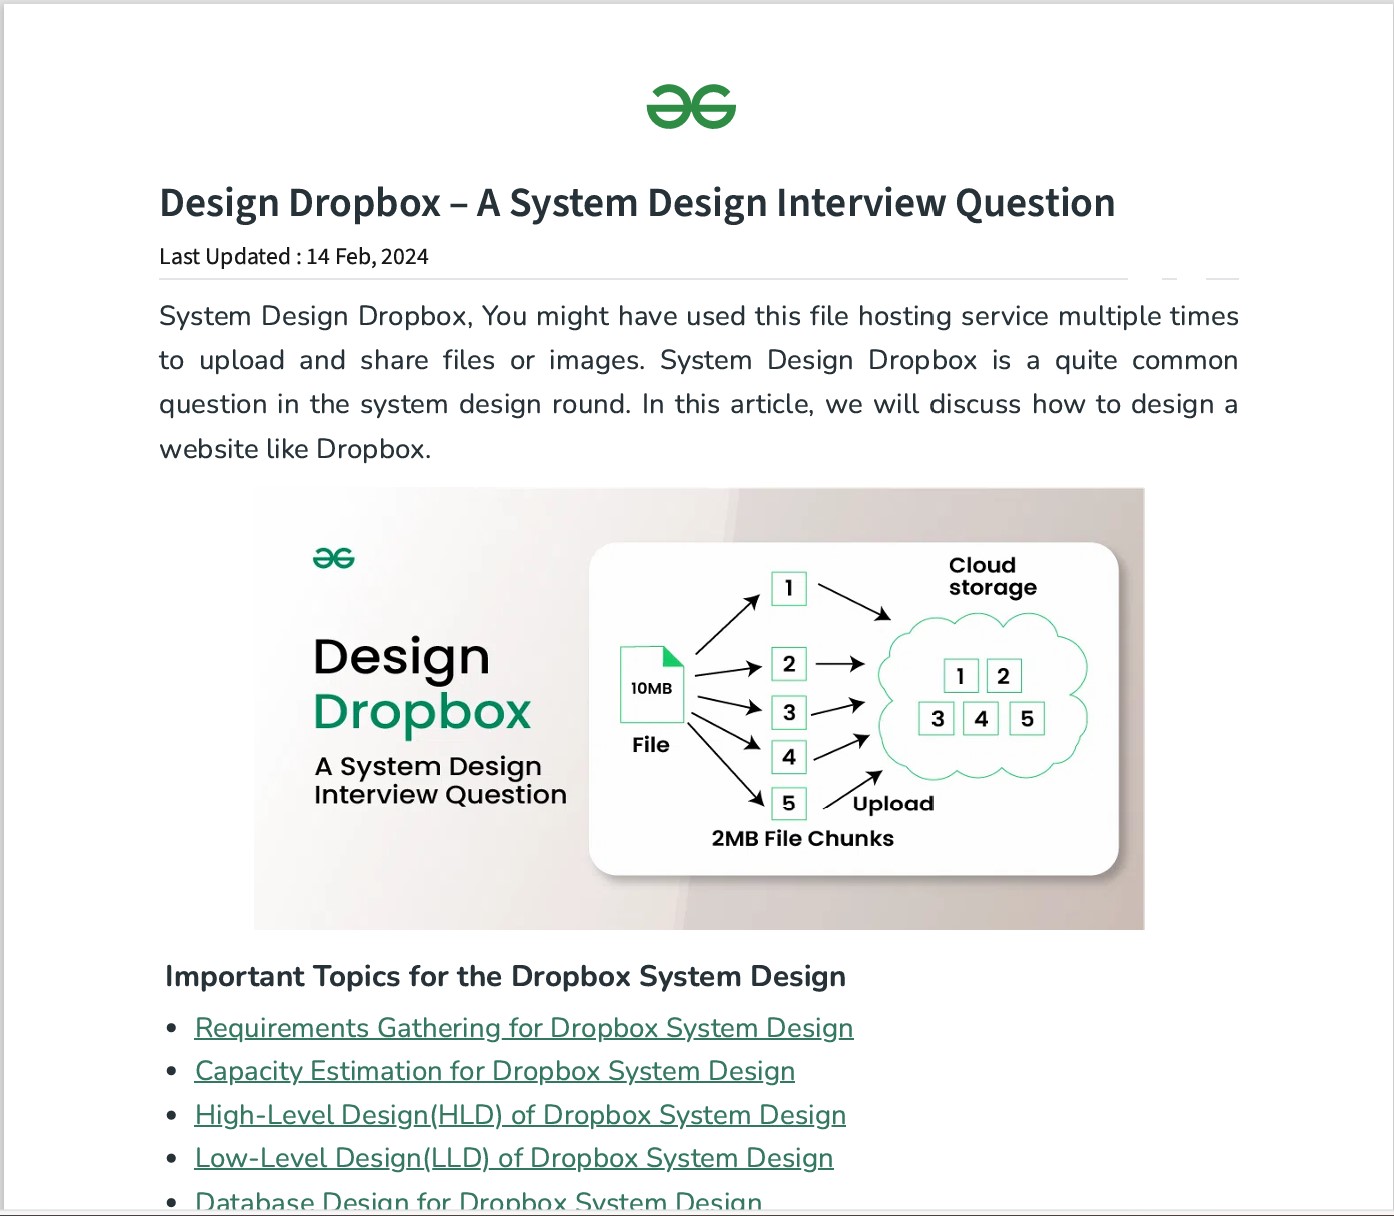 Design Dropbox – A System Design Interview Question
Last Updated : 14 Feb, 2024
System Design Dropbox, You might have used this file hosting service multiple times
to upload and share files or images. System Design Dropbox is a quite common
question in the system design round. In this article, we will discuss how to design a
website like Dropbox.
Design
Dropbox
A System Design
Interview Question
10MB
File
1
2
3
4
5
2MB File Chunks
Upload
Cloud
storage
1 2
3 4 5
Important Topics for the Dropbox System Design
• Requirements Gathering for Dropbox System Design
• Capacity Estimation for Dropbox System Design
• High-Level Design(HLD) of Dropbox System Design
• Low-Level Design(LLD) of Dropbox System Design
• Database Design for Dropbox System Design